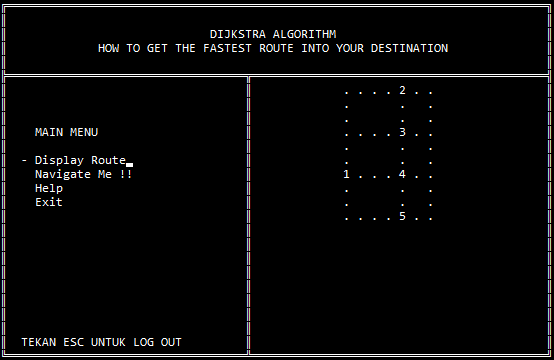 DIJKSTRA ALGORITHM
HOW TO GET THE FASTEST ROUTE INTO YOUR DESTINATION
MAIN MENU
- Display Route_
Navigate Me !!
Help
Exit
TEKAN ESC UNTUK LOG OUT
. . . . 2 . .
. . .
. . . . 3 . .
. . .
. . .
1 . . . 4 . .
. . .
. . .
. . . . 5 . .